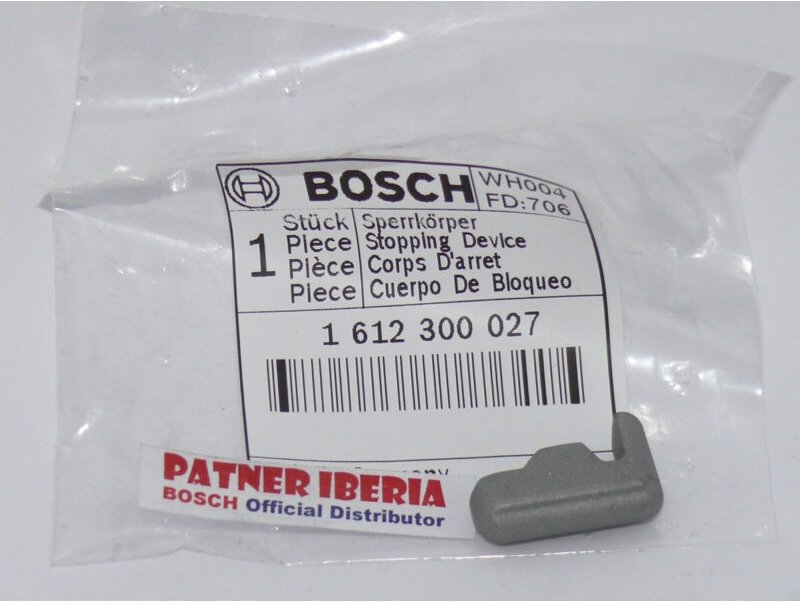 BOSCH
WH004
FD:706
1
Stück Sperrkörper
Piece Stopping Device
Pièce Corps D'arret
Piece Cuerpo De Bloqueo
1 612 300 027
PATNER IBERIA
BOSCH Official Distributor